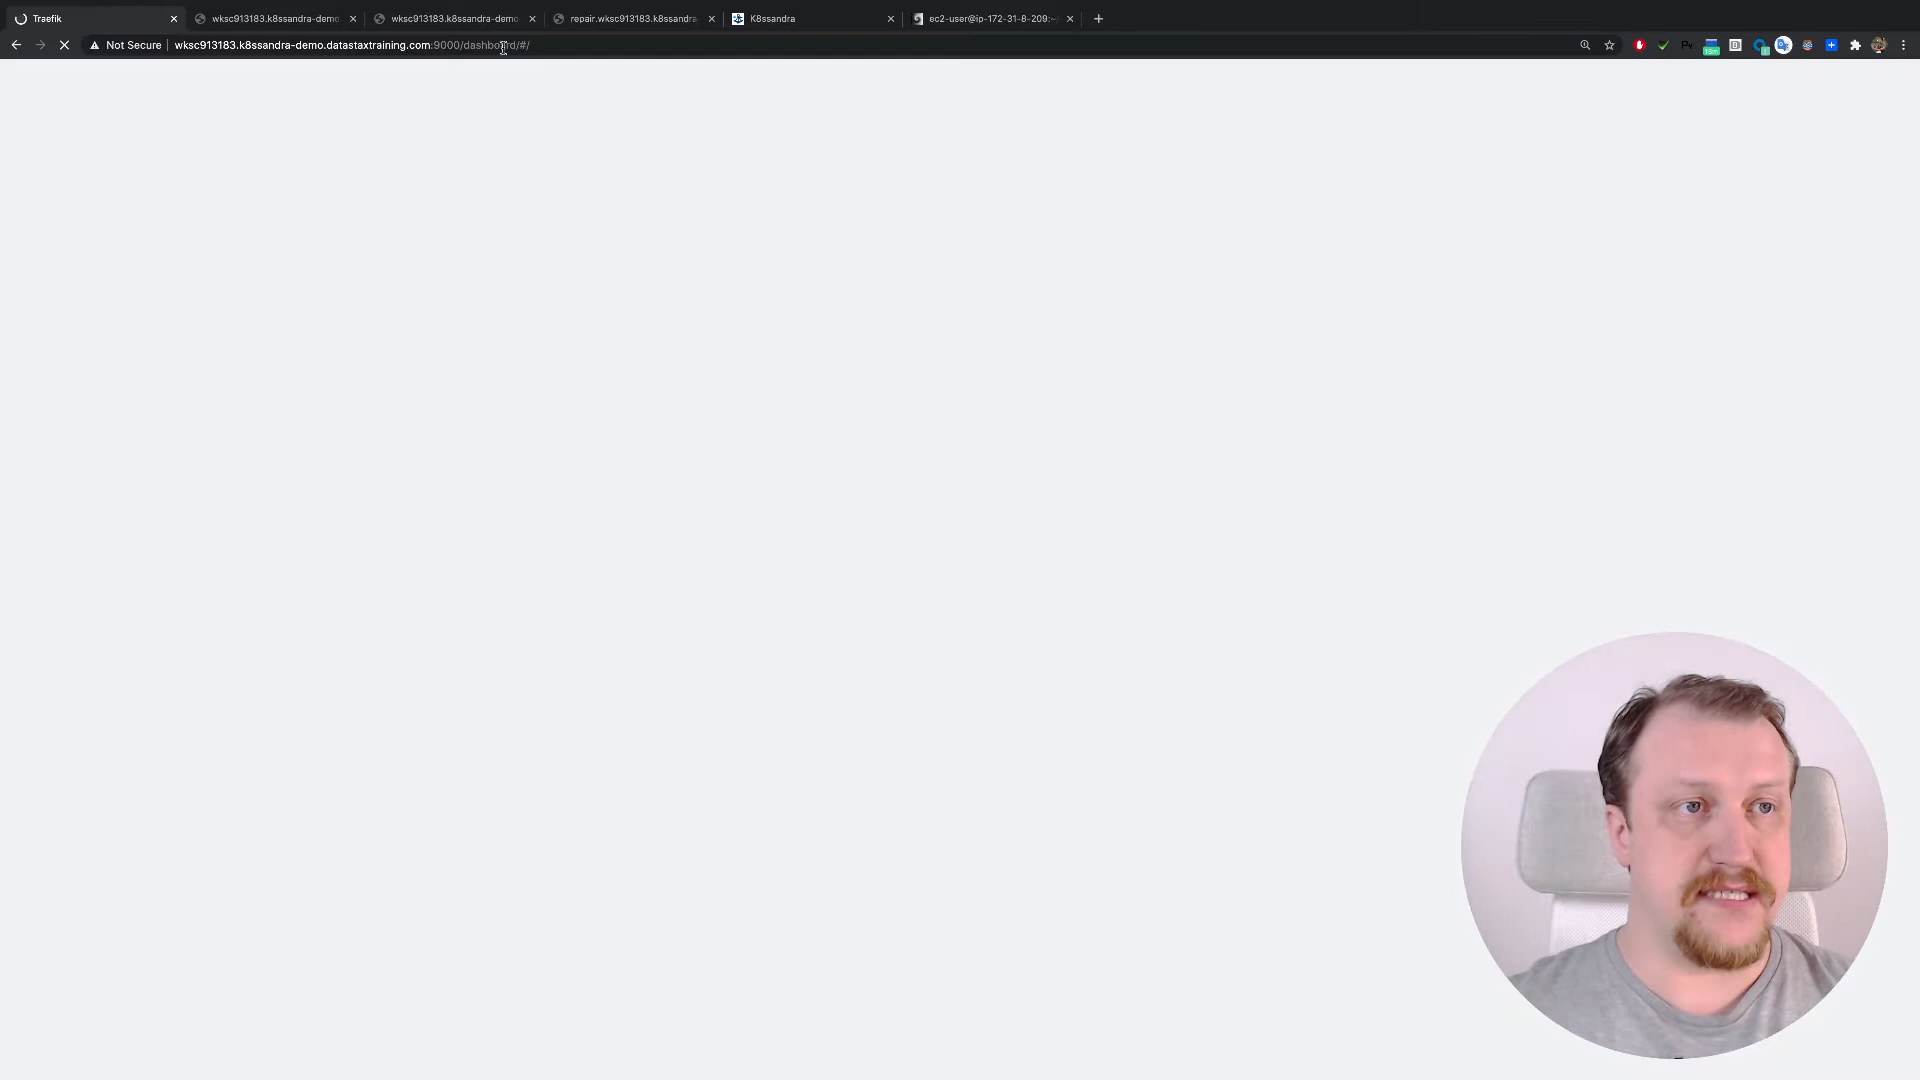 Traefik
wksc913183.k8ssandra-demo
wksc913183.k8ssandra-demo
repair.wksc913183.k8ssandra
K8ssandra
ec2-user@ip-172-31-8-209:~
Not Secure
wksc913183.k8ssandra-demo.datastaxtraining.com:9000/dashboard/#/